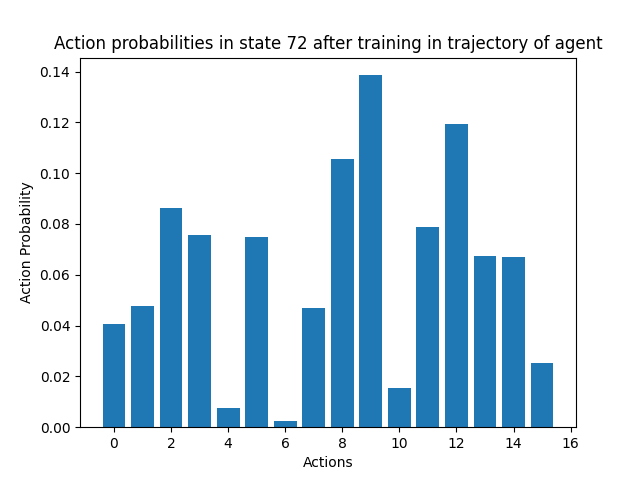 Action probabilities in state 72 after training in trajectory of agent
0.14
0.12
0.10
0.08
0.06
0.04
0.02
0.00
Action Probability
0 2 4 6 8 10 12 14 16
Actions